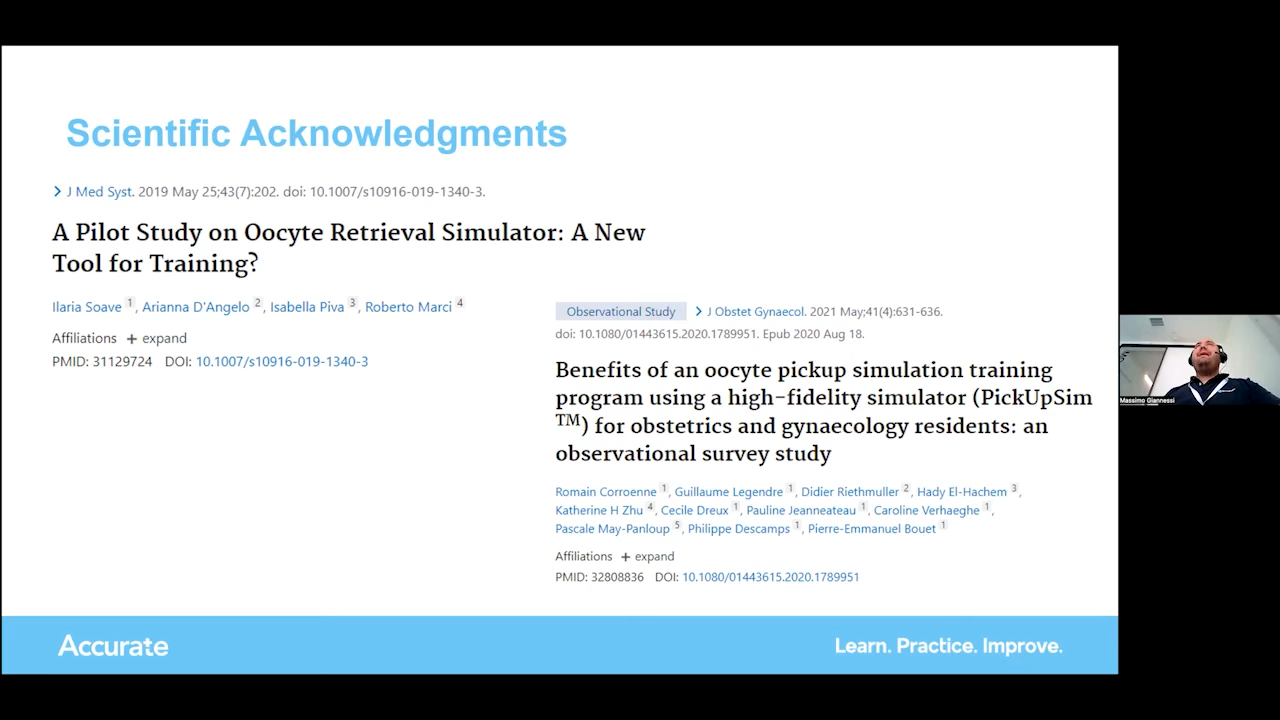 Scientific Acknowledgments
J Med Syst. 2019 May 25;43(7):202. doi: 10.1007/s10916-019-1340-3.
A Pilot Study on Oocyte Retrieval Simulator: A New
Tool for Training?
Ilaria Soave 1, Arianna D'Angelo 2, Isabella Piva 3, Roberto Marci 4
Affiliations + expand
PMID: 31129724 DOI: 10.1007/s10916-019-1340-3
Observational Study > J Obstet Gynaecol. 2021 May;41(4):631-636.
doi: 10.1080/01443615.2020.1789951. Epub 2020 Aug 18.
Benefits of an oocyte pickup simulation training
program using a high-fidelity simulator (PickUpSim
TM) for obstetrics and gynaecology residents: an
observational survey study
Romain Corroenne 1, Guillaume Legendre 1, Didier Riethmuller 2, Hady El-Hachem 3,
Katherine H Zhu 4, Cecile Dreux 1, Pauline Jeanneateau 1, Caroline Verhaeghe 1,
Pascale May-Panloup 5, Philippe Descamps 1, Pierre-Emmanuel Bouet 1
Affiliations + expand
PMID: 32808836 DOI: 10.1080/01443615.2020.1789951
Accurate
Learn. Practice. Improve.
Massimo Giannessi